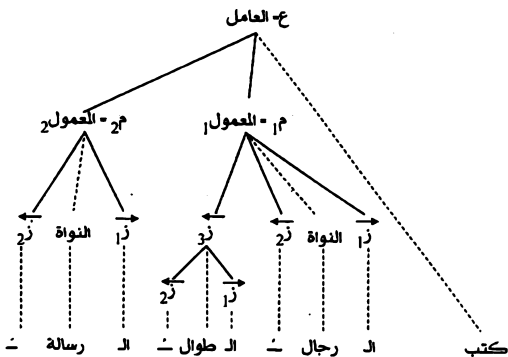 ع- العامل
م1 - المعمول1 م2 - المعمول2
ز1 النواة ز2 ز3 ز1 النواة ز2
ز1 ز2
كتب الـ رجال ـُ الـ طوال ـُ الـ رسالة ـَ